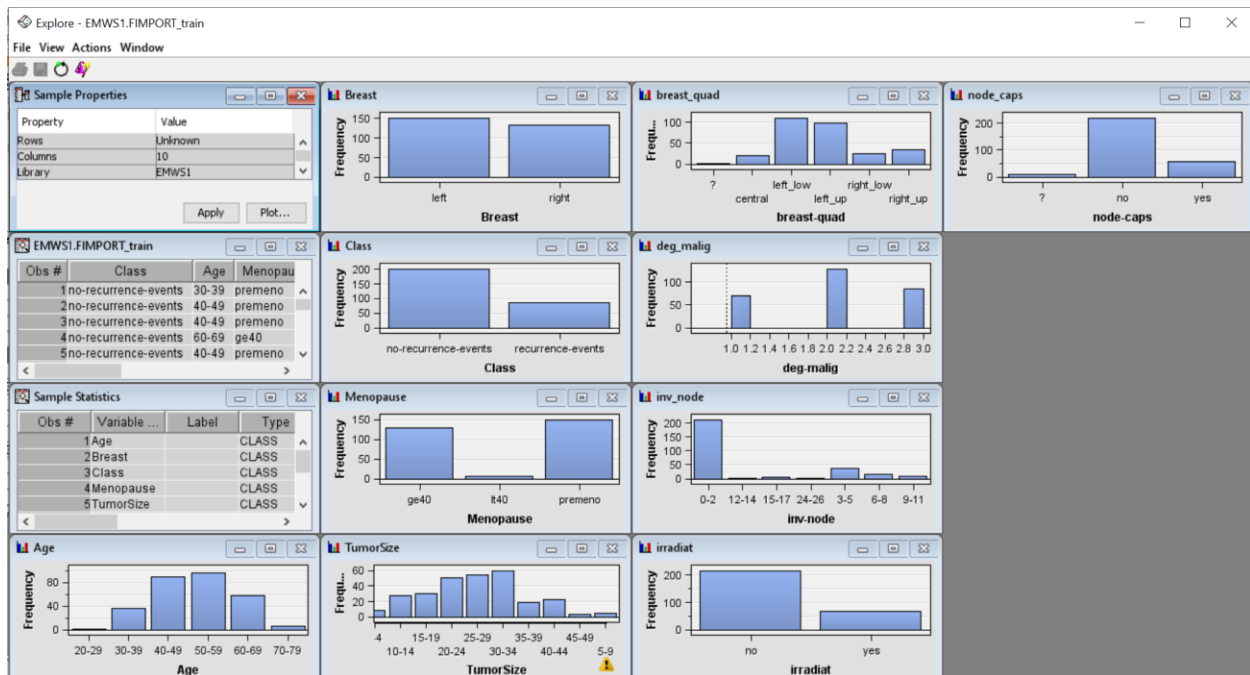 Explore - EMWS1.FIMPORT_train
File View Actions Window
Sample Properties
Property Value
Rows Unknown
Columns 10
Library EMWS1
Apply Plot...
Breast
Frequency
150
100
50
0
left right
Breast
breast_quad
Frequ...
100
50
0
? left_low right_low
central left_up right_up
breast-quad
node_caps
Frequency
200
100
0
? no yes
node-caps
EMWS1.FIMPORT_train
Obs # Class Age Menopau
1 no-recurrence-events 30-39 premeno
2 no-recurrence-events 40-49 premeno
3 no-recurrence-events 40-49 premeno
4 no-recurrence-events 60-69 ge40
5 no-recurrence-events 40-49 premeno
Class
Frequency
200
150
100
50
0
no-recurrence-events recurrence-events
Class
deg_malig
Frequency
100
50
0
1.0 1.2 1.4 1.6 1.8 2.0 2.2 2.4 2.6 2.8 3.0
deg-malig
Sample Statistics
Obs # Variable ... Label Type
1 Age CLASS
2 Breast CLASS
3 Class CLASS
4 Menopause CLASS
5 TumorSize CLASS
Menopause
Frequency
150
100
50
0
ge40 lt40 premeno
Menopause
inv_node
Frequency
200
150
100
50
0
0-2 12-14 15-17 24-26 3-5 6-8 9-11
inv-node
Age
Frequency
80
40
0
20-29 30-39 40-49 50-59 60-69 70-79
Age
TumorSize
Frequ...
60
40
20
0
-4 15-19 25-29 35-39 45-49
10-14 20-24 30-34 40-44 5-9
TumorSize
irradiat
Frequency
200
100
0
no yes
irradiat